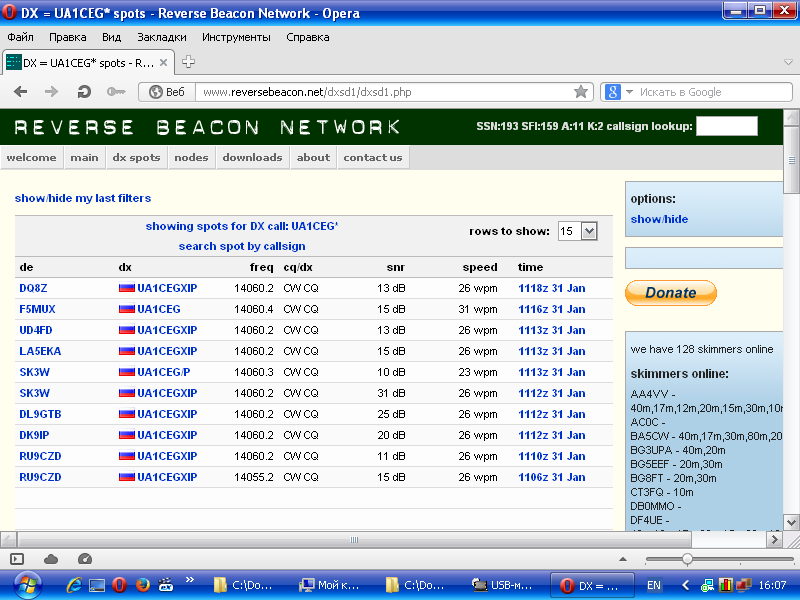 DX = UA1CEG* spots - Reverse Beacon Network - Opera
Файл Правка Вид Закладки Инструменты Справка
DX = UA1CEG* spots - R...
Веб www.reversebeacon.net/dxsd1/dxsd1.php Искать в Google
REVERSE BEACON NETWORK SSN:193 SFI:159 A:11 K:2 callsign lookup:
welcome main dx spots nodes downloads about contact us
show/hide my last filters
showing spots for DX call: UA1CEG*
search spot by callsign
rows to show: 15
de dx freq cq/dx snr speed time
DQ8Z UA1CEGXIP 14060.2 CW CQ 13 dB 26 wpm 1118z 31 Jan
F5MUX UA1CEG 14060.4 CW CQ 15 dB 31 wpm 1116z 31 Jan
UD4FD UA1CEGXIP 14060.2 CW CQ 13 dB 26 wpm 1113z 31 Jan
LA5EKA UA1CEGXIP 14060.2 CW CQ 15 dB 26 wpm 1113z 31 Jan
SK3W UA1CEG/P 14060.3 CW CQ 10 dB 23 wpm 1113z 31 Jan
SK3W UA1CEGXIP 14060.2 CW CQ 31 dB 26 wpm 1112z 31 Jan
DL9GTB UA1CEGXIP 14060.2 CW CQ 25 dB 26 wpm 1112z 31 Jan
DK9IP UA1CEGXIP 14060.2 CW CQ 20 dB 26 wpm 1112z 31 Jan
RU9CZD UA1CEGXIP 14060.2 CW CQ 11 dB 26 wpm 1110z 31 Jan
RU9CZD UA1CEGXIP 14055.2 CW CQ 15 dB 26 wpm 1106z 31 Jan
options:
show/hide
Donate
we have 128 skimmers online
skimmers online:
AA4VV -
40m,17m,12m,20m,15m,30m,10m
AC0C -
BA5CW - 40m,17m,30m,80m,20
BG3UPA - 40m,20m
BG5EEF - 20m,30m
BG8FT - 20m,30m
CT3FQ - 10m
DB0MMO -
DF4UE -
C:\Do... Мой к... C:\Do... USB-м... DX = ... EN 16:07